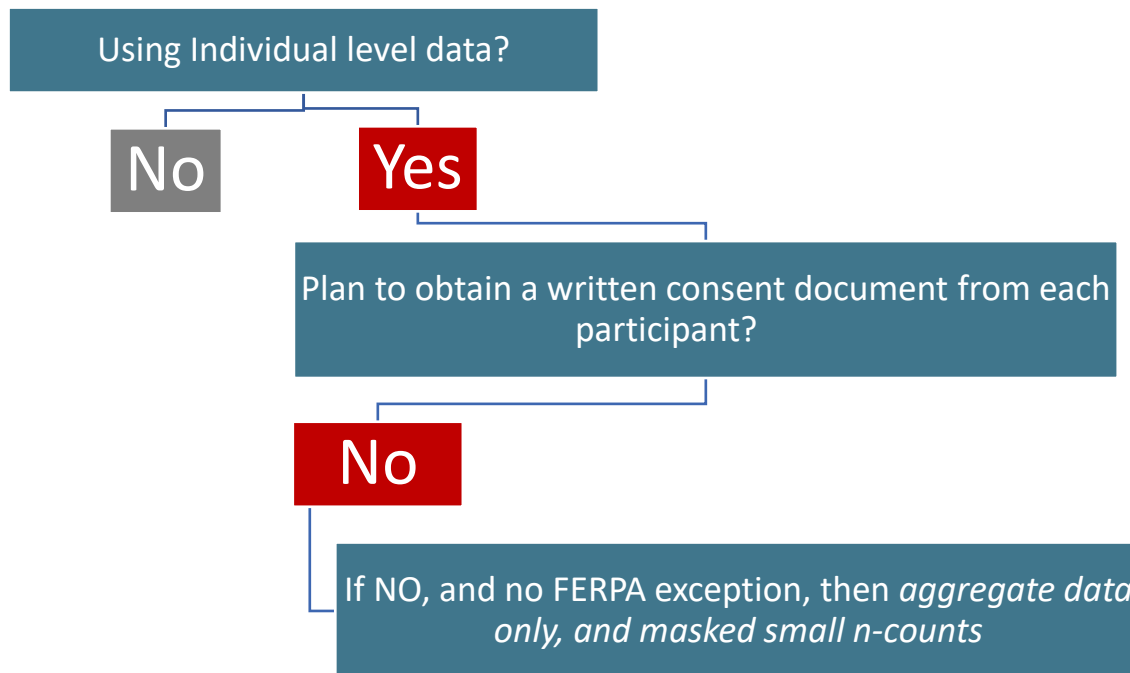 Using Individual level data?
No
Yes
Plan to obtain a written consent document from each
participant?
No
If NO, and no FERPA exception, then aggregate data
only, and masked small n-counts